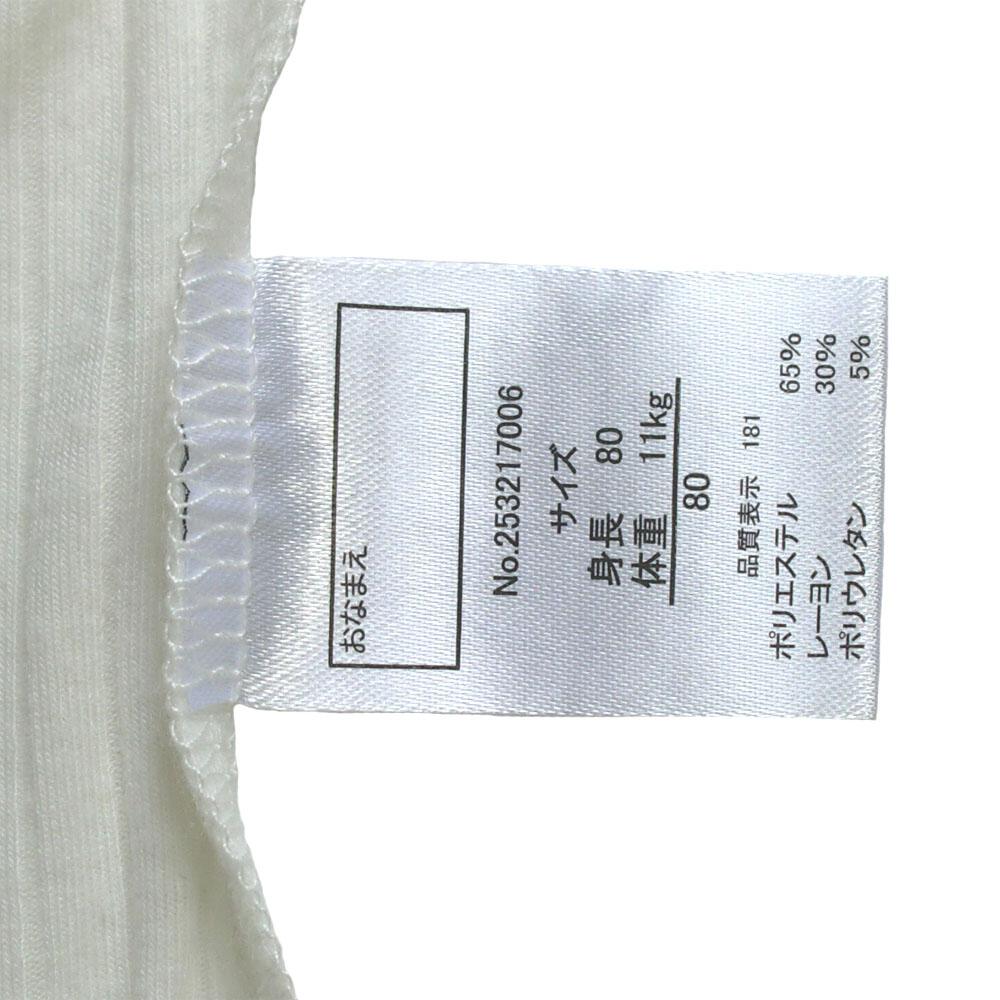 おなまえ
No.253217006
サイズ
身長 80
体重 11kg
80
品質表示 181
ポリエステル 65%
レーヨン 30%
ポリウレタン 5%